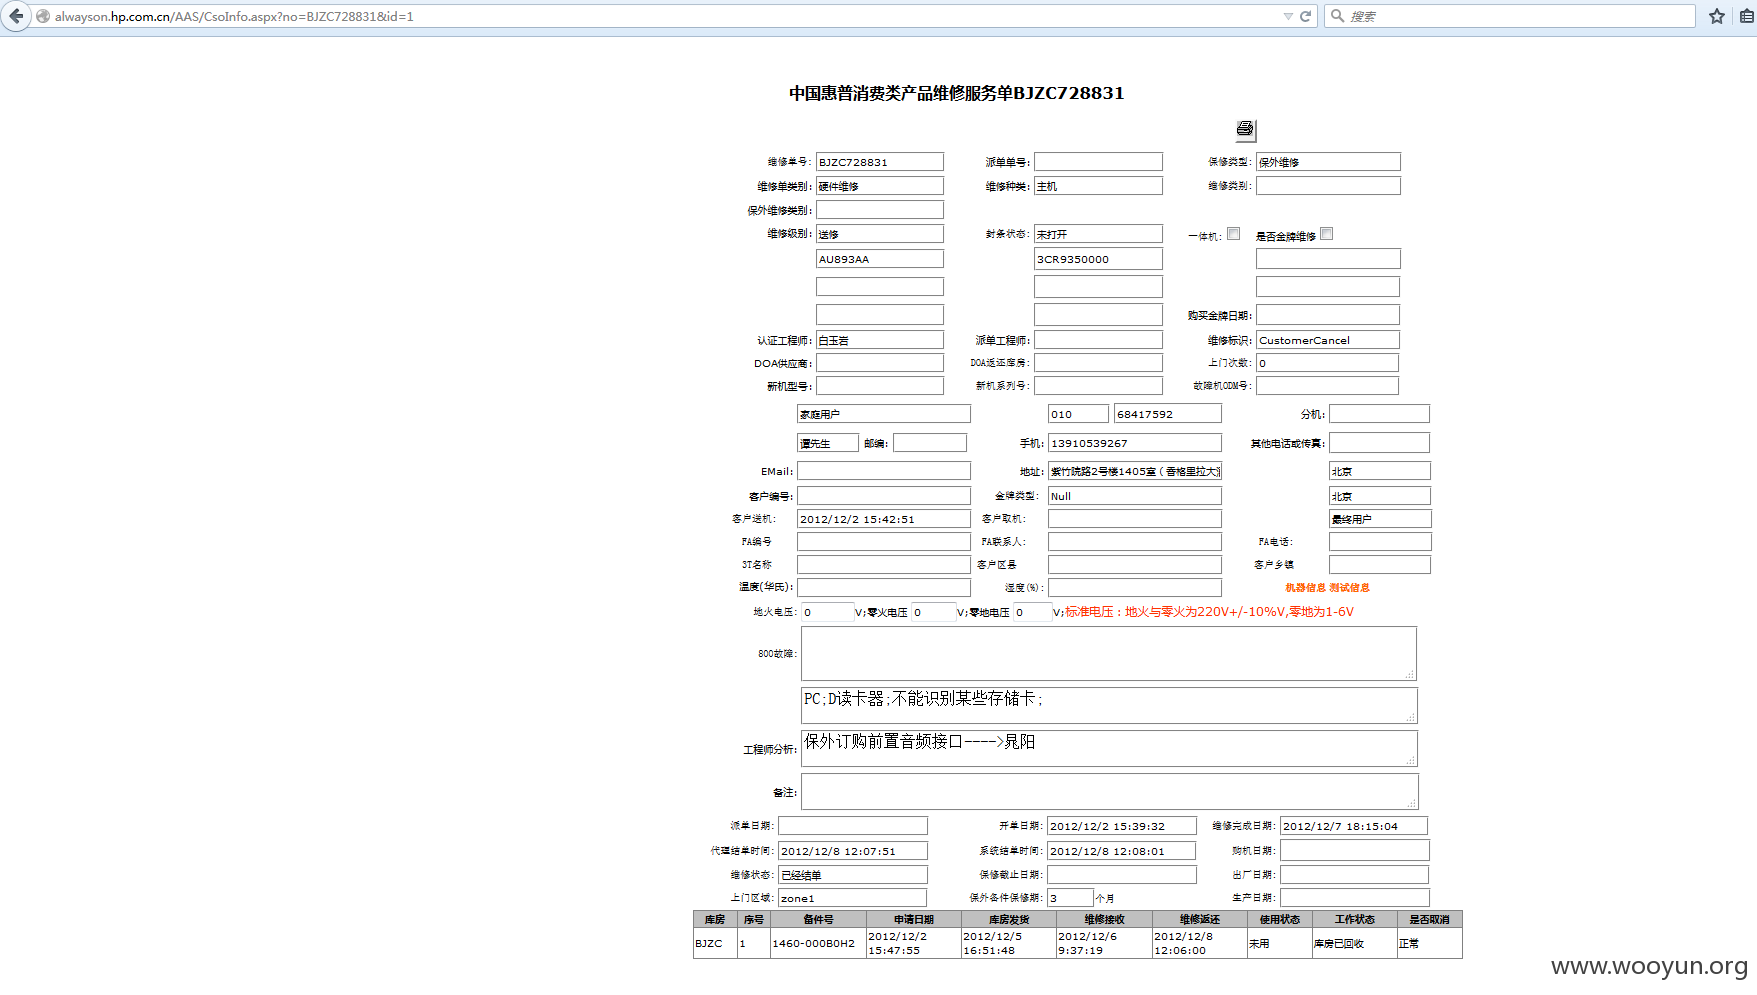 alwayson.hp.com.cn/AAS/CsoInfo.aspx?no=BJZC728831&id=1 搜索
中国惠普消费类产品维修服务单BJZC728831
维修单号: BJZC728831 派单单号: 保修类型: 保外维修
维修单类别: 硬件维修 维修种类: 主机 维修类别:
保外维修类别:
维修级别: 送修 封条状态: 未打开 一体机: 是否金牌维修
AU893AA 3CR9350000
购买金牌日期:
认证工程师: 白玉岩 派单工程师: 维修标识: CustomerCancel
DOA供应商: DOA返还库房: 上门次数: 0
新机型号: 新机系列号: 故障机ODM号:
家庭用户 010 68417592 分机:
谭先生 邮编: 手机: 13910539267 其他电话或传真:
EMail: 地址: 紫竹院路2号楼1405室 ( 香格里拉大 北京
客户编号: 金牌类型: Null 北京
客户送机: 2012/12/2 15:42:51 客户取机: 最终用户
FA编号 FA联系人: FA电话:
3T名称 客户区县 客户乡镇
温度(华氏): 湿度(%): 机器信息 测试信息
地火电压: 0 V;零火电压 0 V;零地电压 0 V;标准电压：地火与零火为220V+/-10%V,零地为1-6V
800故障:
PC;D读卡器;不能识别某些存储卡;
工程师分析: 保外订购前置音频接口---->晁阳
备注:
派单日期: 开单日期: 2012/12/2 15:39:32 维修完成日期: 2012/12/7 18:15:04
代理结单时间: 2012/12/8 12:07:51 系统结单时间: 2012/12/8 12:08:01 购机日期:
维修状态: 已经结单 保修截止日期: 出厂日期:
上门区域: zone1 保外备件保修期: 3 个月 生产日期:
库房 序号 备件号 申请日期 库房发货 维修接收 维修返还 使用状态 工作状态 是否取消
BJZC 1 1460-000B0H2 2012/12/2 15:47:55 2012/12/5 16:51:48 2012/12/6 9:37:19 2012/12/8 12:06:00 未用 库房已回收 正常
www.wooyun.org